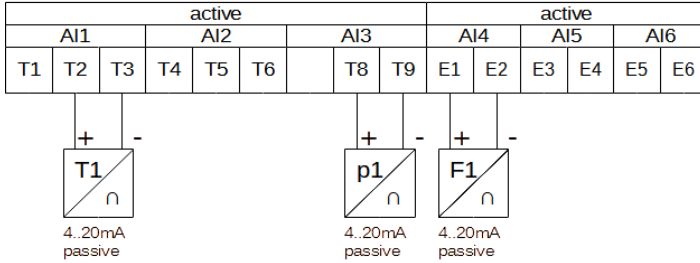 active active
AI1 AI2 AI3 AI4 AI5 AI6
T1 T2 T3 T4 T5 T6 T8 T9 E1 E2 E3 E4 E5 E6
+ - + - + -
T1 p1 F1
∩ ∩ ∩
4..20mA 4..20mA 4..20mA
passive passive passive